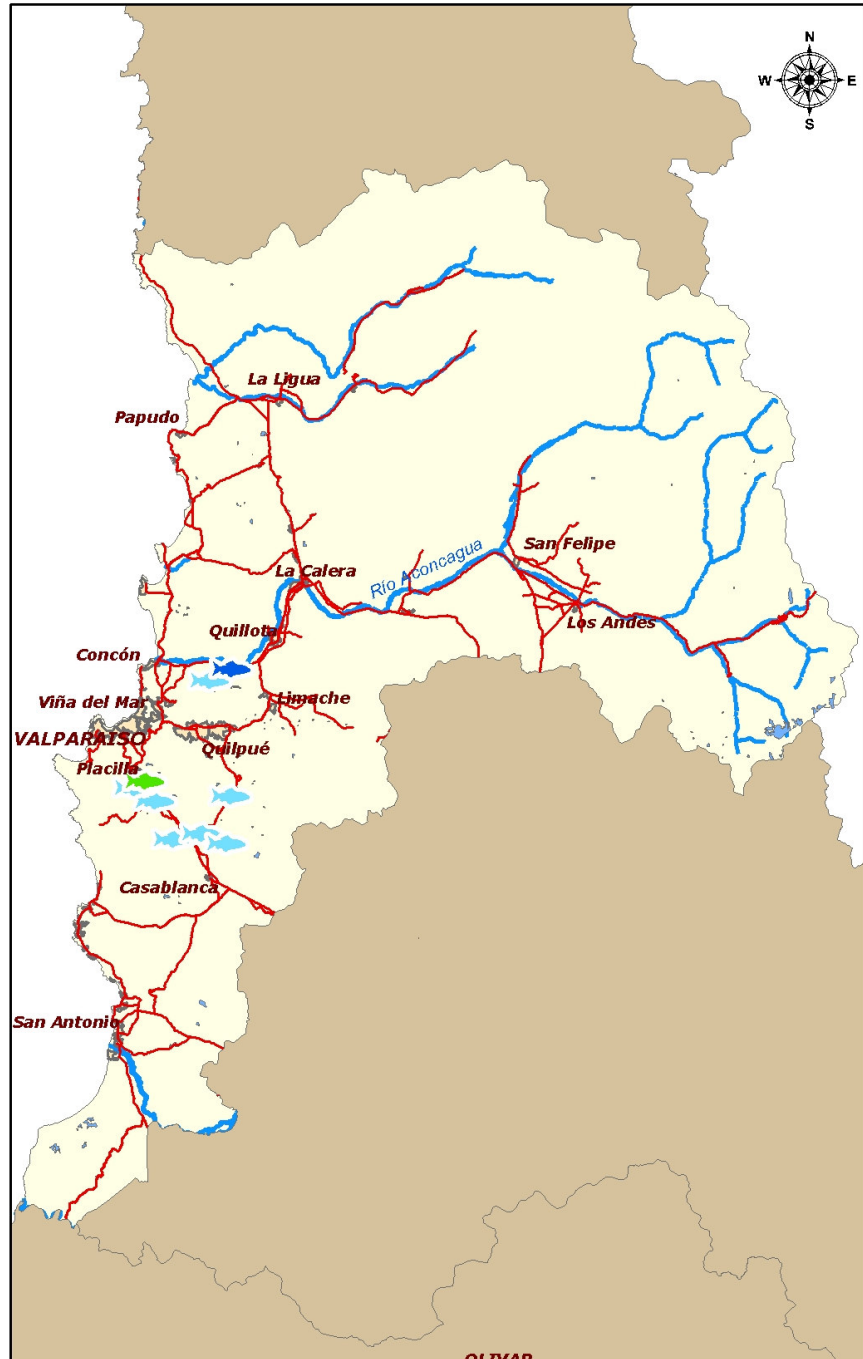 N
W E
S
La Ligua
Papudo
Río Aconcagua
San Felipe
La Calera
Los Andes
Quillota
Concón
Limache
Viña del Mar
VALPARAISO
Quilpué
Placilla
Casablanca
San Antonio
OLIVAR